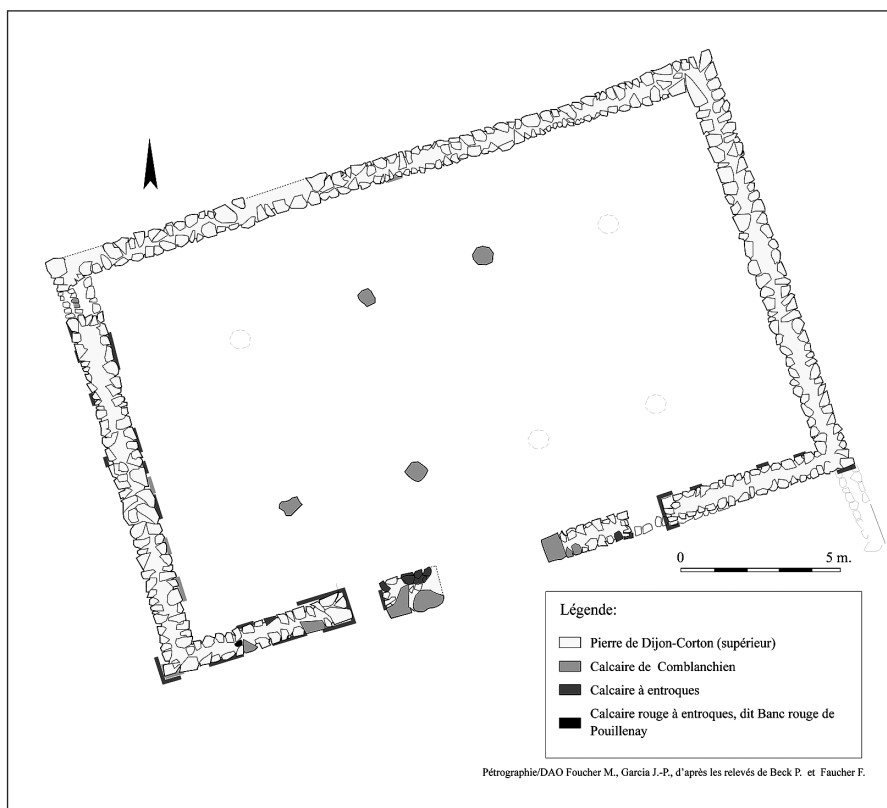 0 5 m.
Légende:
Pierre de Dijon-Corton (supérieur)
Calcaire de Comblanchien
Calcaire à entroques
Calcaire rouge à entroques, dit Banc rouge de
Pouillenay
Pétrographie/DAO Foucher M., Garcia J.-P., d'après les relevés de Beck P. et Faucher F.